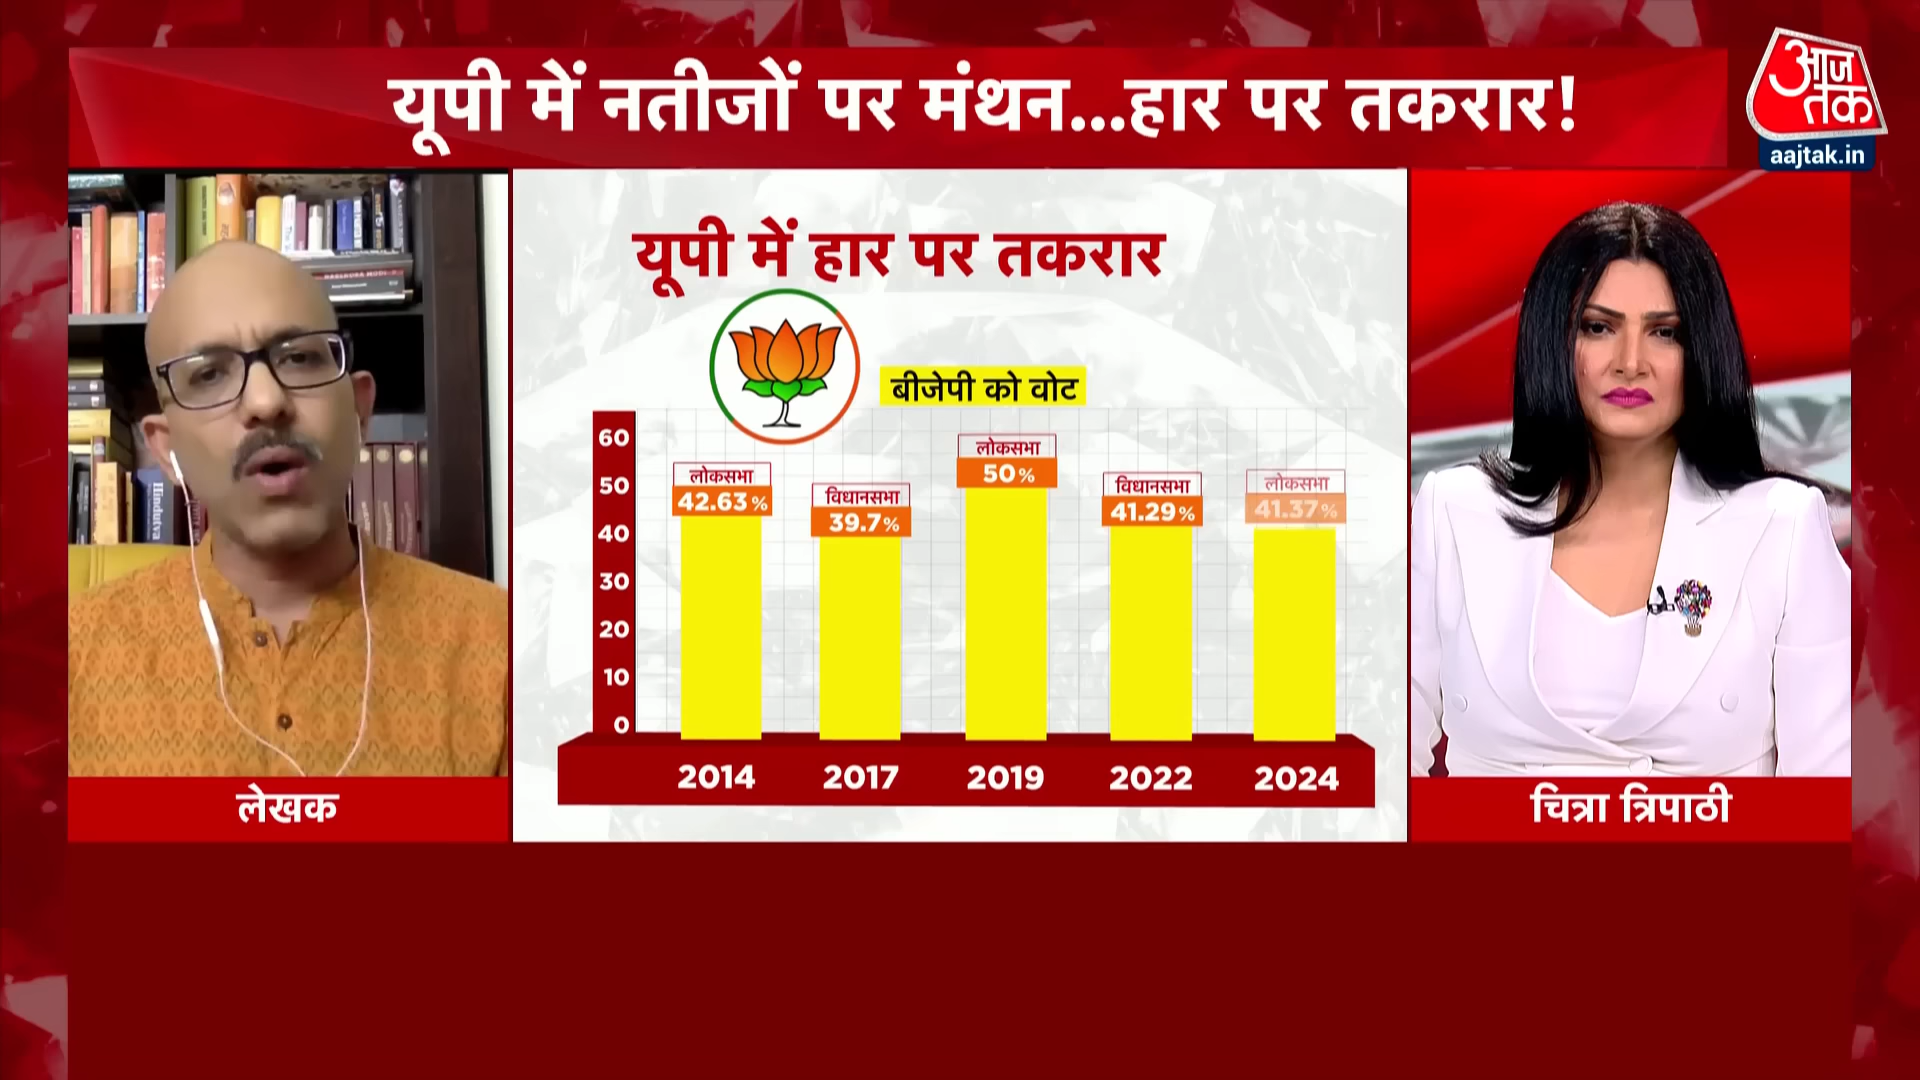 यूपी में नतीजों पर मंथन...हार पर तकरार!
आज
तक
aajtak.in
यूपी में हार पर तकरार
बीजेपी को वोट
60
50
40
30
20
10
0
लोकसभा
42.63%
विधानसभा
39.7%
लोकसभा
50%
विधानसभा
41.29%
लोकसभा
41.37%
2014 2017 2019 2022 2024
Hindutva
लेखक
चित्रा त्रिपाठी